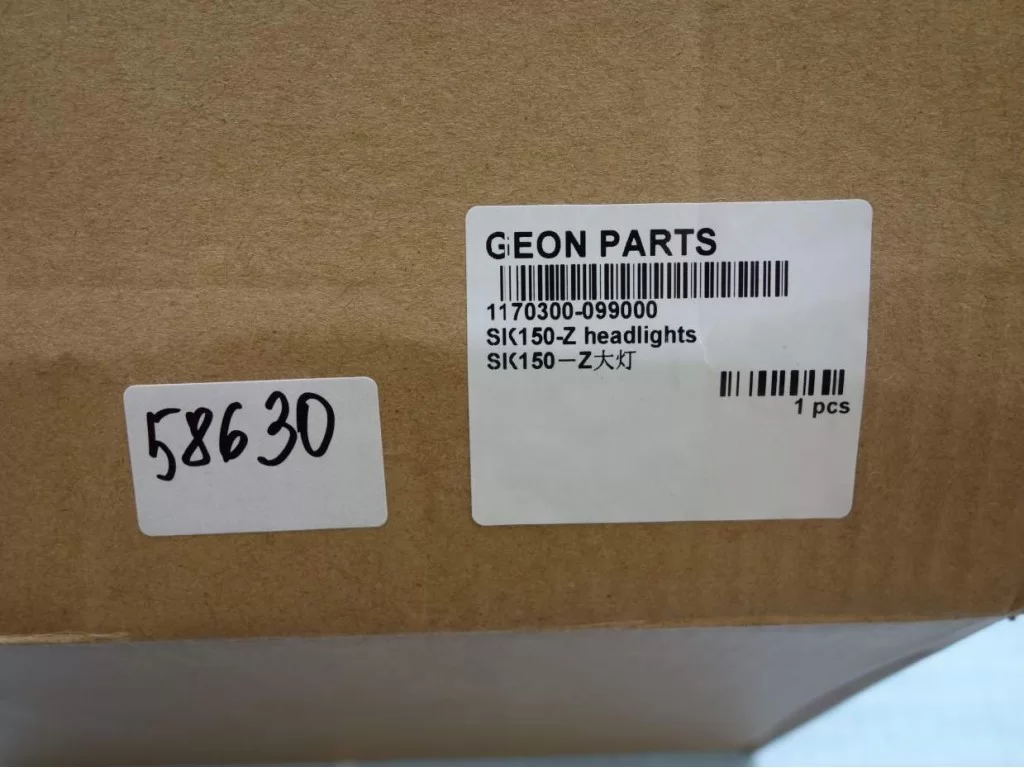 GEON PARTS
1170300-099000
SK150-Z headlights
SK150－Z大灯
1 pcs
58630